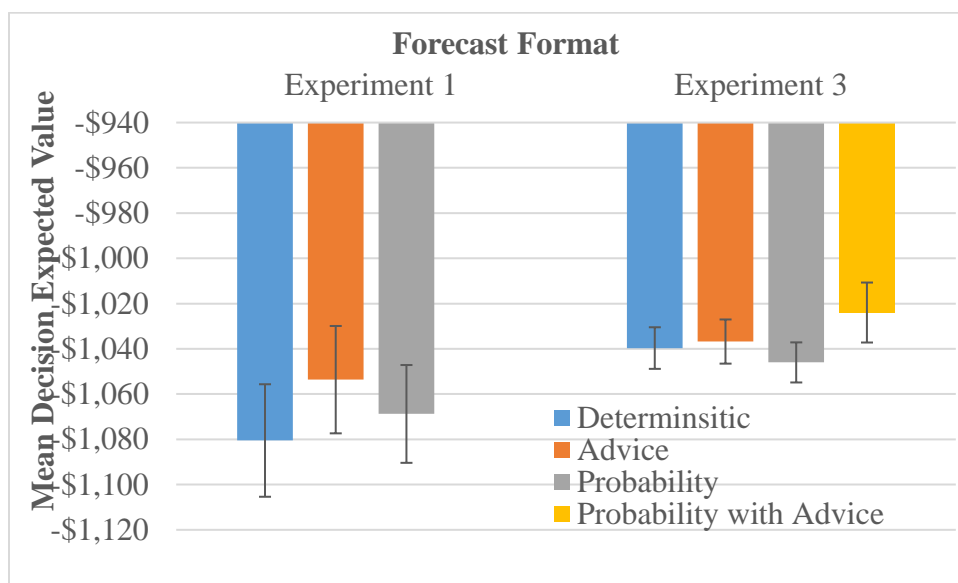 Forecast Format
Experiment 1
Experiment 3
Mean Decision Expected Value
-$940
-$960
-$980
-$1,000
-$1,020
-$1,040
-$1,060
-$1,080
-$1,100
-$1,120
Determinsitic
Advice
Probability
Probability with Advice